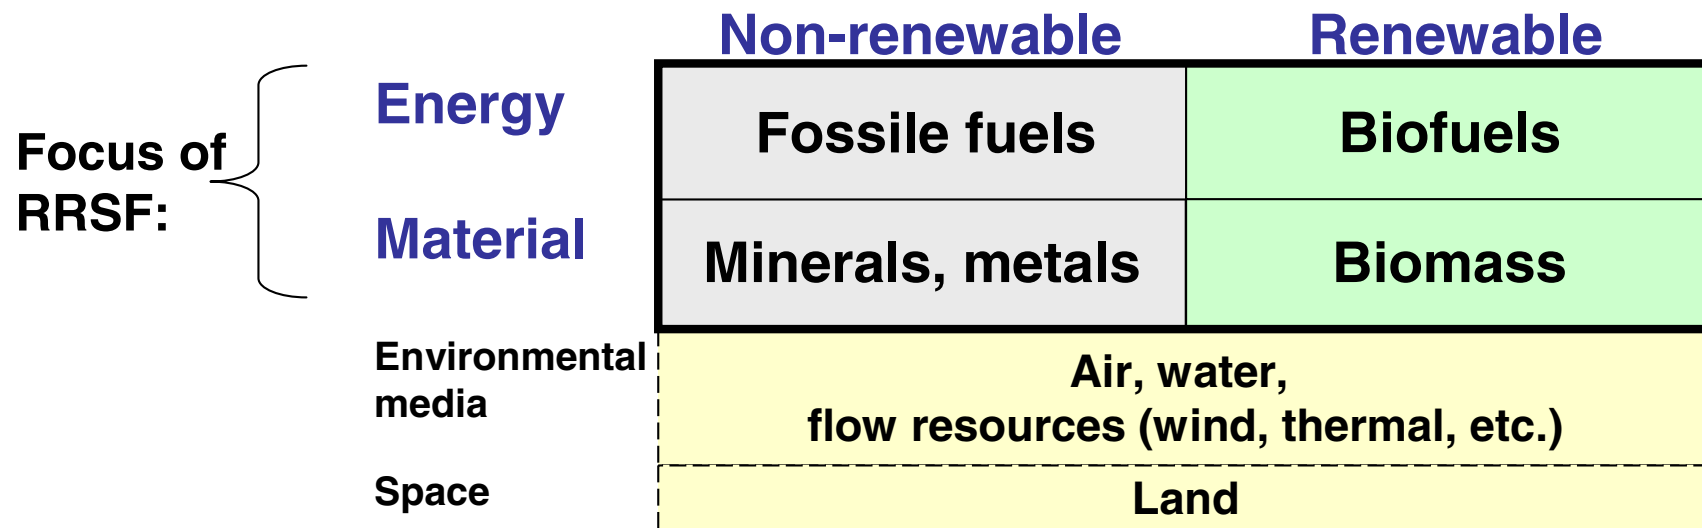 Non-renewable Renewable
Energy Fossile fuels Biofuels
Focus of
RRSF:
Material Minerals, metals Biomass
Environmental
media
Air, water,
flow resources (wind, thermal, etc.)
Space Land